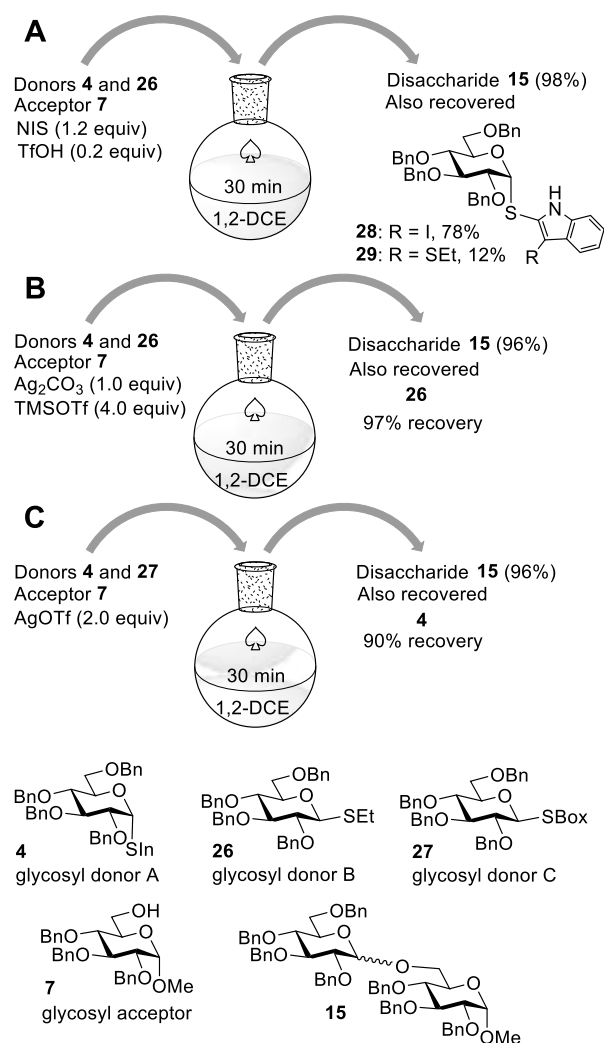 A
Donors 4 and 26
Acceptor 7
NIS (1.2 equiv)
TfOH (0.2 equiv)
30 min
1,2-DCE
Disaccharide 15 (98%)
Also recovered
OBn
O
BnO
BnO
BnO
S
H
N
R
28: R = I, 78%
29: R = SEt, 12%
B
Donors 4 and 26
Acceptor 7
Ag₂CO₃ (1.0 equiv)
TMSOTf (4.0 equiv)
30 min
1,2-DCE
Disaccharide 15 (96%)
Also recovered
26
97% recovery
C
Donors 4 and 27
Acceptor 7
AgOTf (2.0 equiv)
30 min
1,2-DCE
Disaccharide 15 (96%)
Also recovered
4
90% recovery
OBn
O
BnO
BnO
BnO
SIn
4
glycosyl donor A
OBn
O
BnO
BnO
SEt
OBn
26
glycosyl donor B
OBn
O
BnO
BnO
SBox
OBn
27
glycosyl donor C
OH
O
BnO
BnO
BnO
OMe
7
glycosyl acceptor
OBn
O
BnO
BnO
OBn
O
O
BnO
BnO
BnO
OMe
15